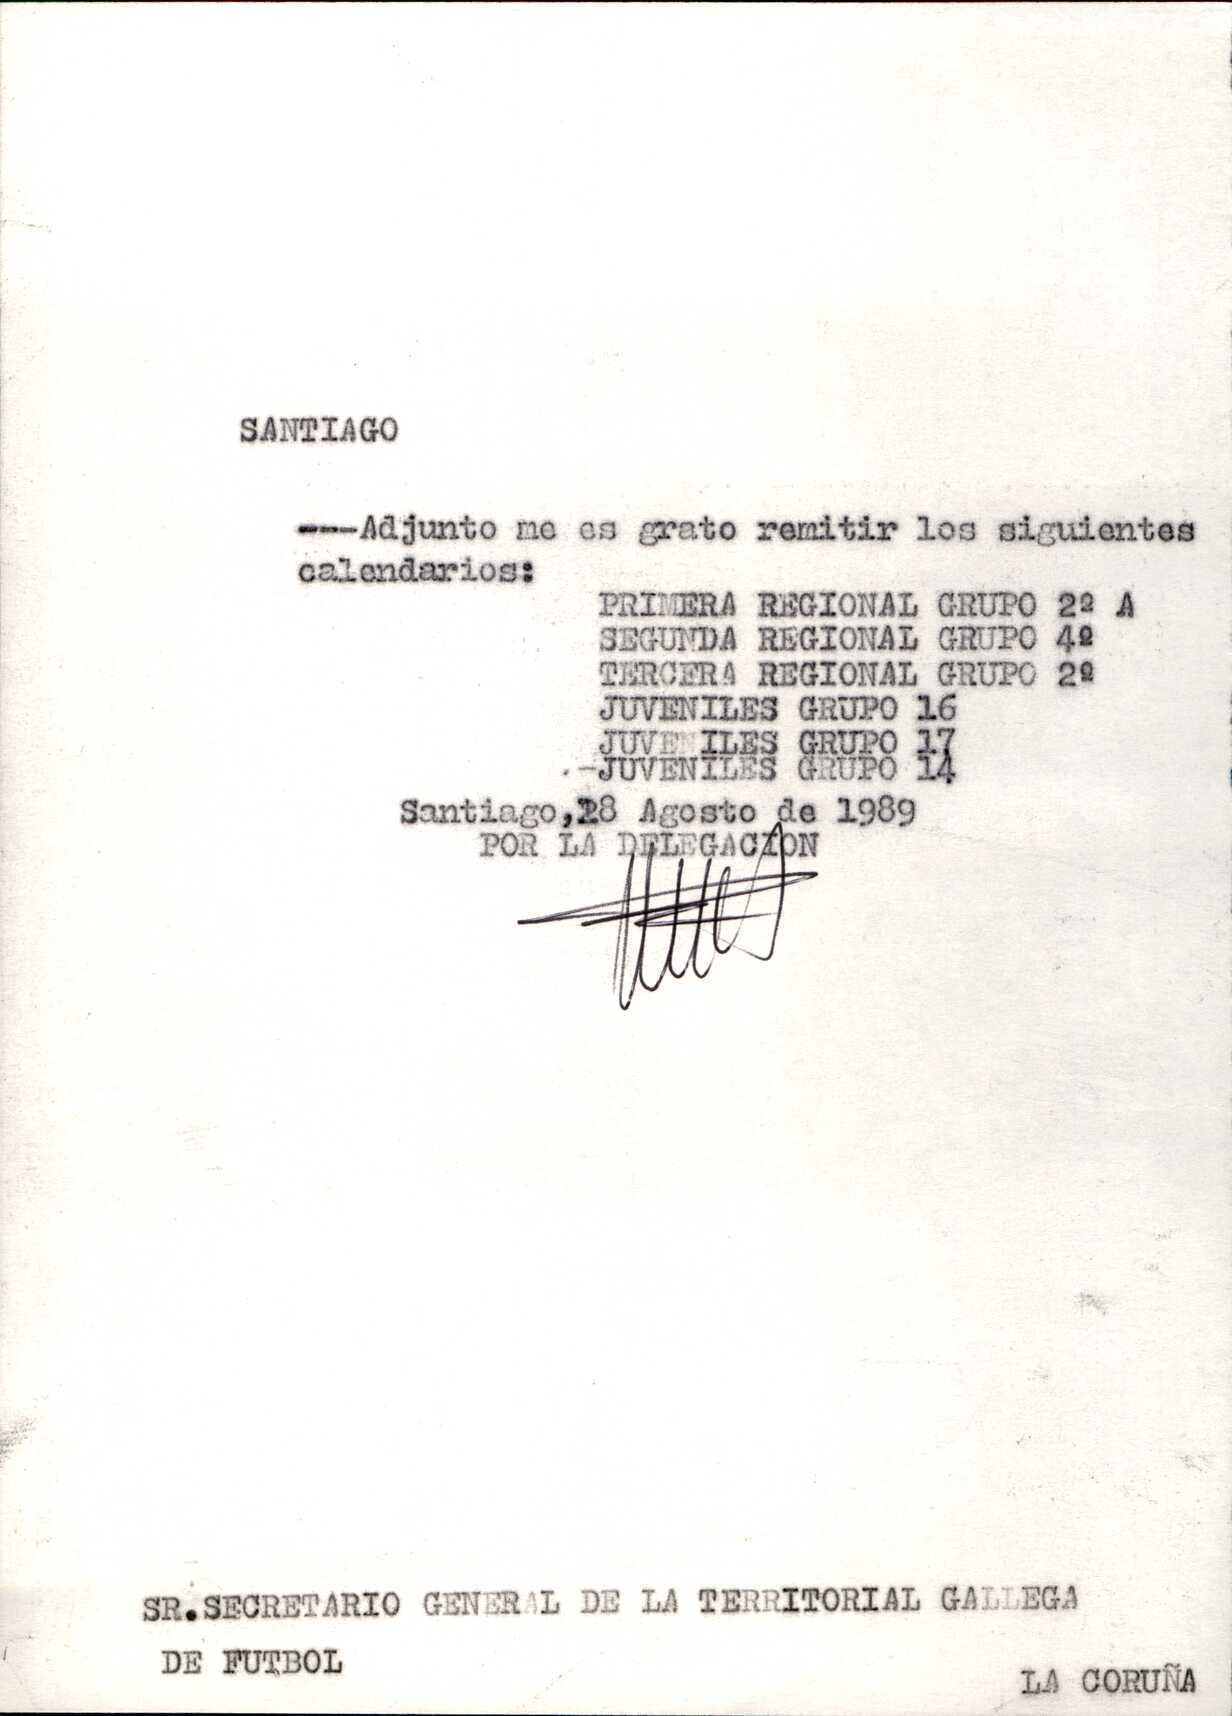 SANTIAGO
---Adjunto me es grato remitir los siguientes
calendarios:
PRIMERA REGIONAL GRUPO 2º A
SEGUNDA REGIONAL GRUPO 4º
TERCERA REGIONAL GRUPO 2º
JUVENILES GRUPO 16
JUVENILES GRUPO 17
.-JUVENILES GRUPO 14
Santiago,28 Agosto de 1989
POR LA DELEGACION
SR.SECRETARIO GENERAL DE LA TERRITORIAL GALLEGA
DE FUTBOL
LA CORUÑA